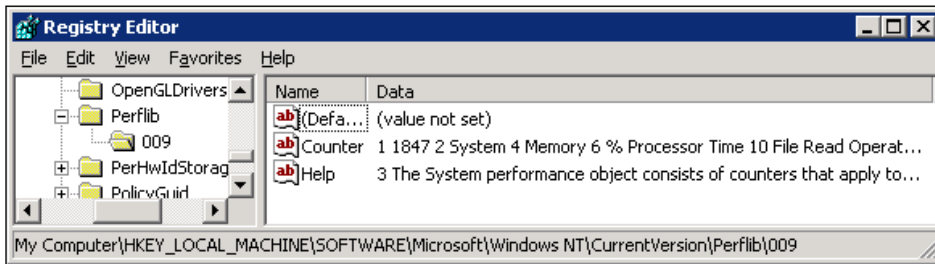 Registry Editor
File Edit View Favorites Help
OpenGLDrivers
Perflib
009
PerHwIdStorag
PolicyGuid
Name Data
(Defa... (value not set)
Counter 1 1847 2 System 4 Memory 6 % Processor Time 10 File Read Operat...
Help 3 The System performance object consists of counters that apply to...
My Computer\HKEY_LOCAL_MACHINE\SOFTWARE\Microsoft\Windows NT\CurrentVersion\Perflib\009